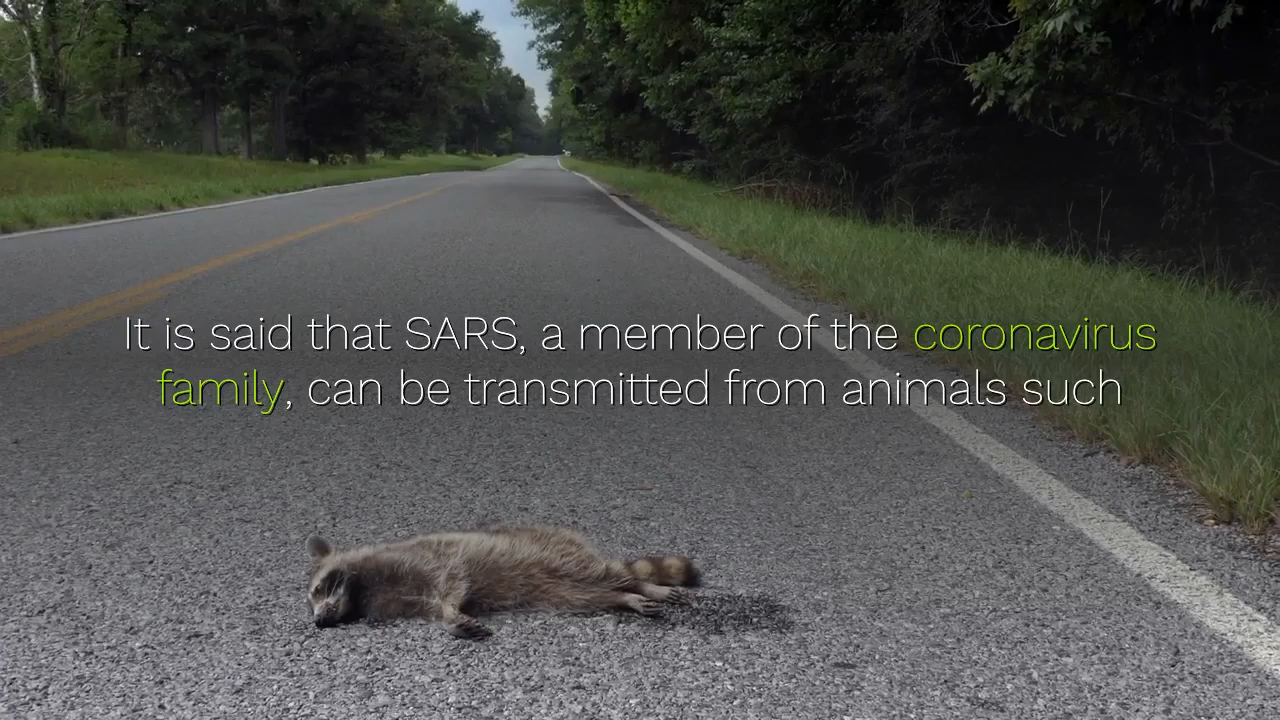 It is said that SARS, a member of the coronavirus
family, can be transmitted from animals such